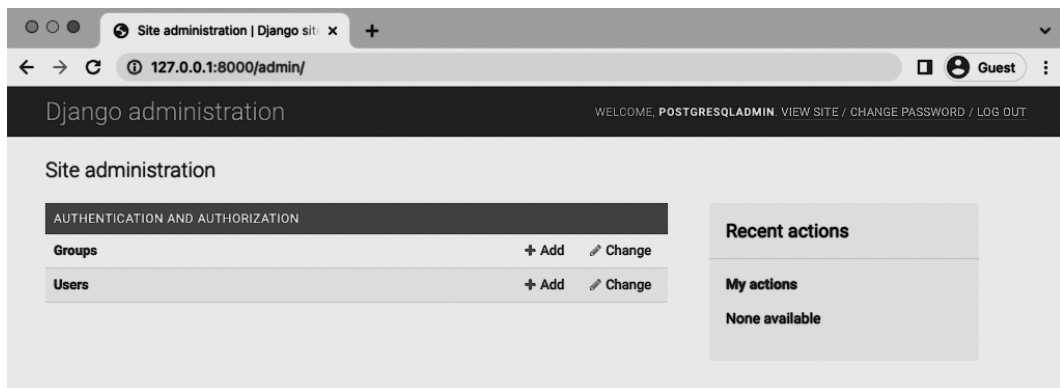 Site administration | Django sit
127.0.0.1:8000/admin/
Guest
Django administration
WELCOME, POSTGRESQLADMIN. VIEW SITE / CHANGE PASSWORD / LOG OUT
Site administration
AUTHENTICATION AND AUTHORIZATION
Groups + Add Change
Users + Add Change
Recent actions
My actions
None available